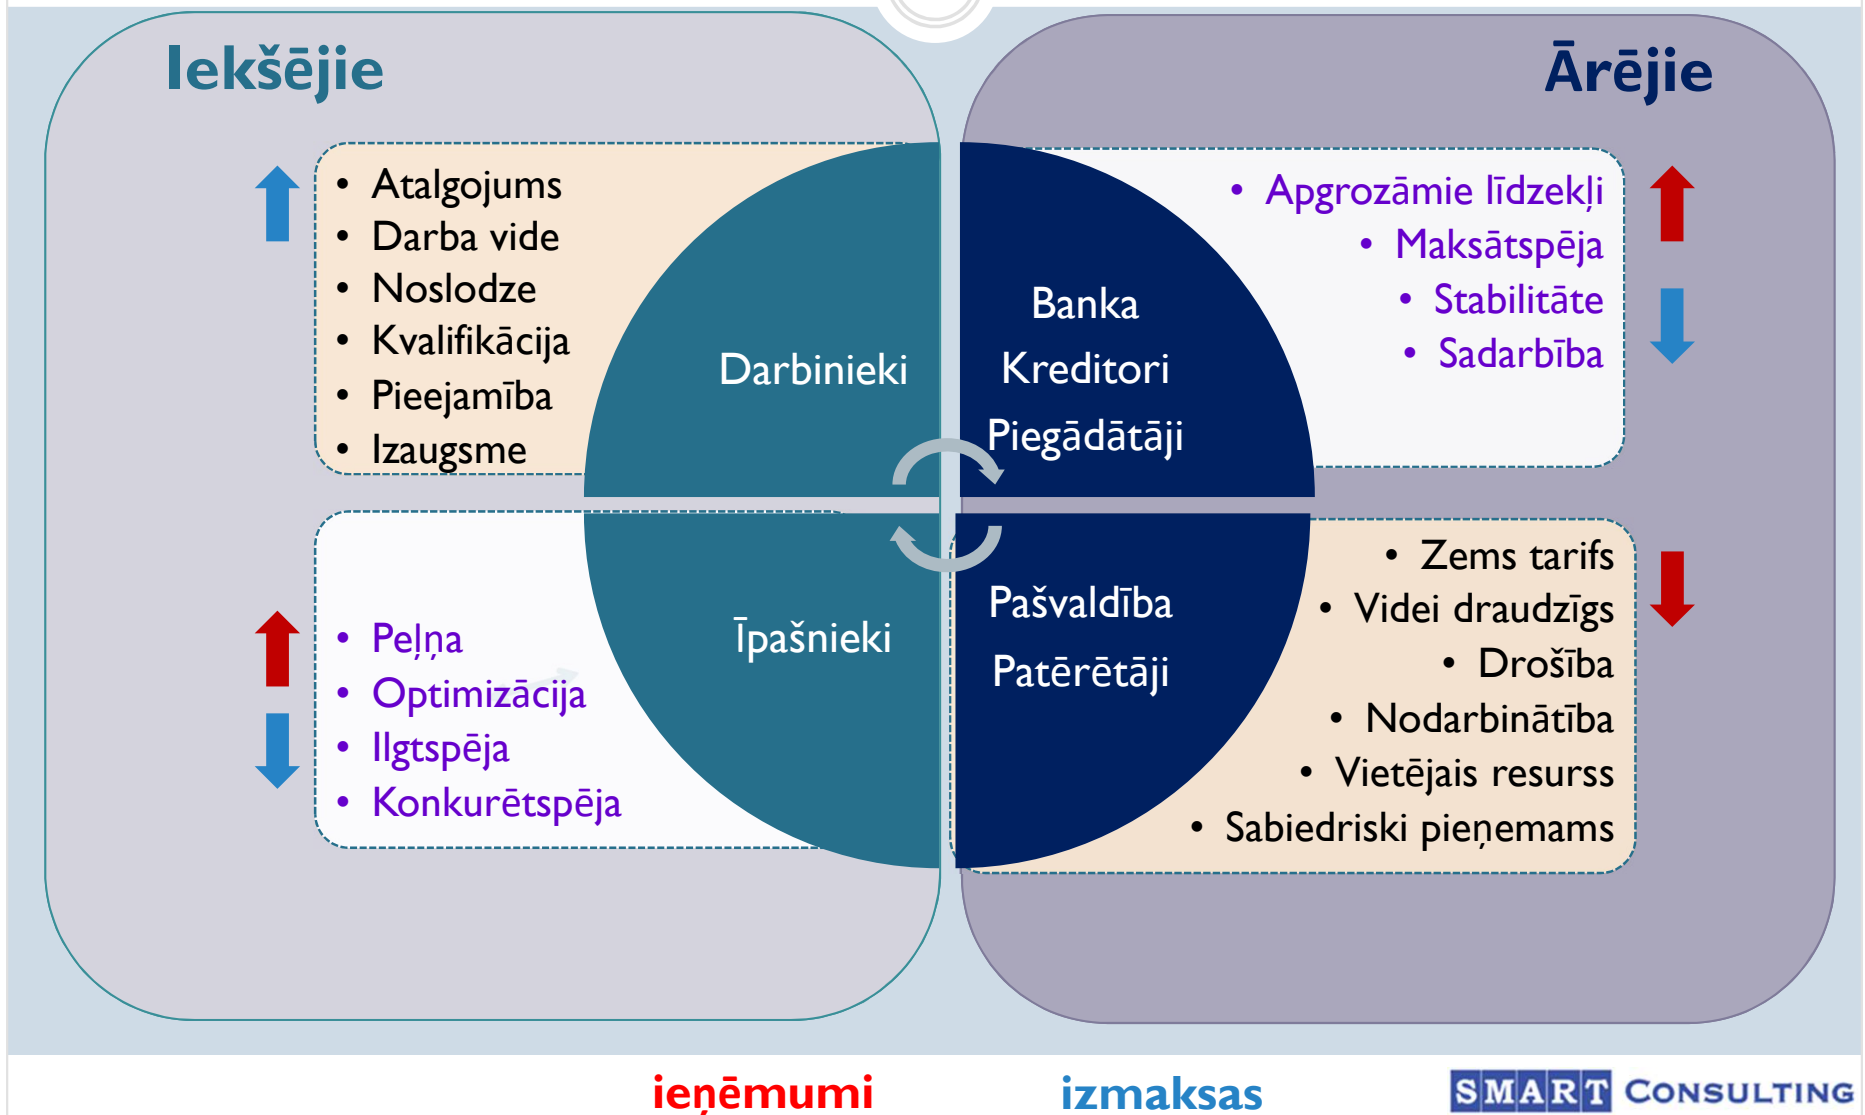 Iekšējie
Ārējie
• Atalgojums
• Darba vide
• Noslodze
• Kvalifikācija
• Pieejamība
• Izaugsme
Darbinieki
Banka
Kreditori
Piegādātāji
• Apgrozāmie līdzekļi
• Maksātspēja
• Stabilitāte
• Sadarbība
• Peļņa
• Optimizācija
• Ilgtspēja
• Konkurētspēja
Īpašnieki
Pašvaldība
Patērētāji
• Zems tarifs
• Videi draudzīgs
• Drošība
• Nodarbinātība
• Vietējais resurss
• Sabiedriski pieņemams
ieņēmumi
izmaksas
SMART CONSULTING